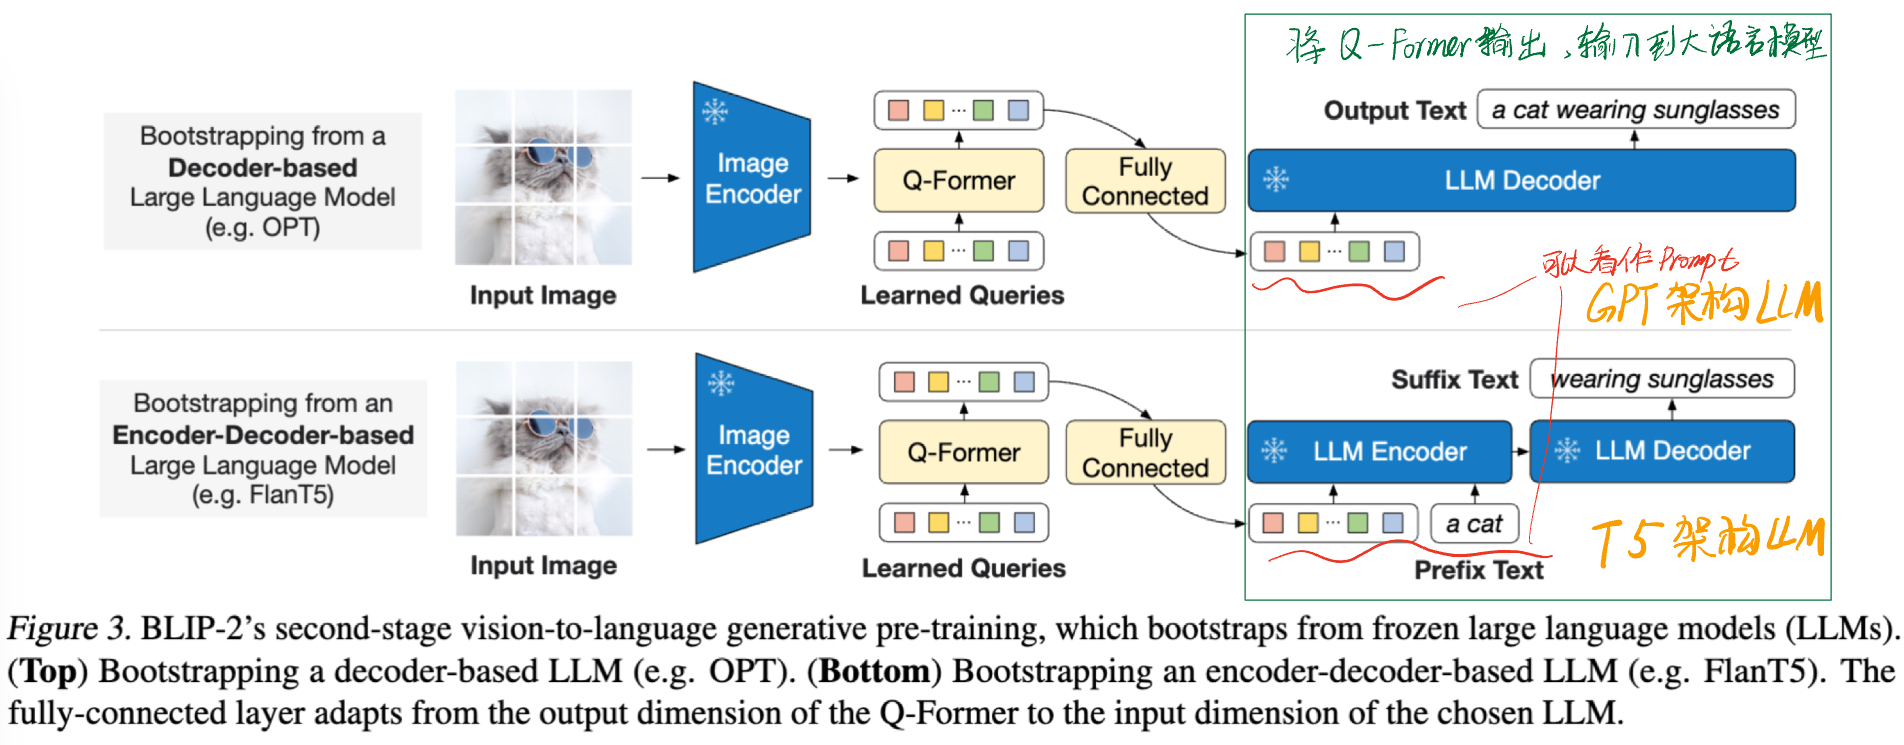 将Q-Former输出,输入到大语言模型
Bootstrapping from a
Decoder-based
Large Language Model
(e.g. OPT)
Input Image
Image
Encoder
Q-Former
Learned Queries
Fully
Connected
Output Text
a cat wearing sunglasses
LLM Decoder
可以看作Prompt
GPT架构LLM
Bootstrapping from an
Encoder-Decoder-based
Large Language Model
(e.g. FlanT5)
Input Image
Image
Encoder
Q-Former
Learned Queries
Fully
Connected
Suffix Text
wearing sunglasses
LLM Encoder
LLM Decoder
a cat
Prefix Text
T5架构LLM
Figure 3. BLIP-2's second-stage vision-to-language generative pre-training, which bootstraps from frozen large language models (LLMs).
(Top) Bootstrapping a decoder-based LLM (e.g. OPT). (Bottom) Bootstrapping an encoder-decoder-based LLM (e.g. FlanT5). The
fully-connected layer adapts from the output dimension of the Q-Former to the input dimension of the chosen LLM.